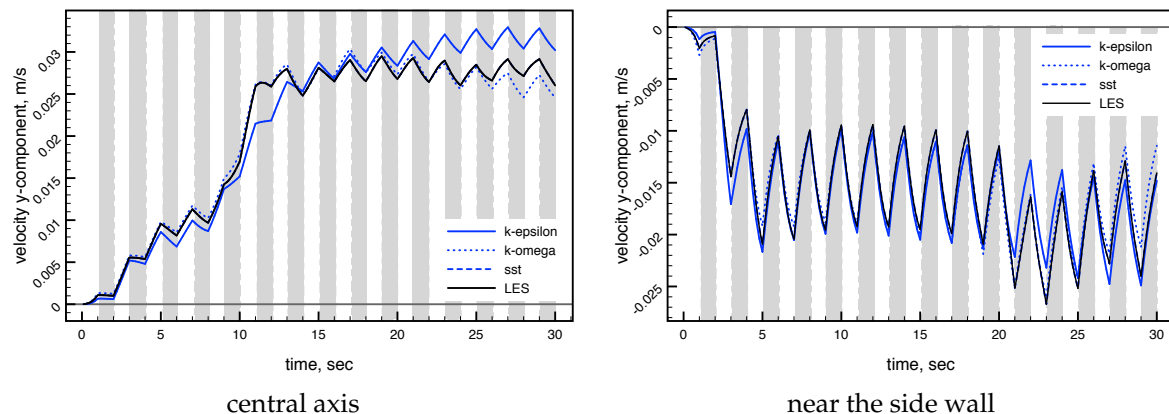 velocity y-component, m/s
0.03
0.025
0.02
0.015
0.01
0.005
0
k-epsilon
k-omega
sst
LES
0 5 10 15 20 25 30
time, sec
central axis
velocity y-component, m/s
0
-0.005
-0.01
-0.015
-0.02
-0.025
k-epsilon
k-omega
sst
LES
0 5 10 15 20 25 30
time, sec
near the side wall